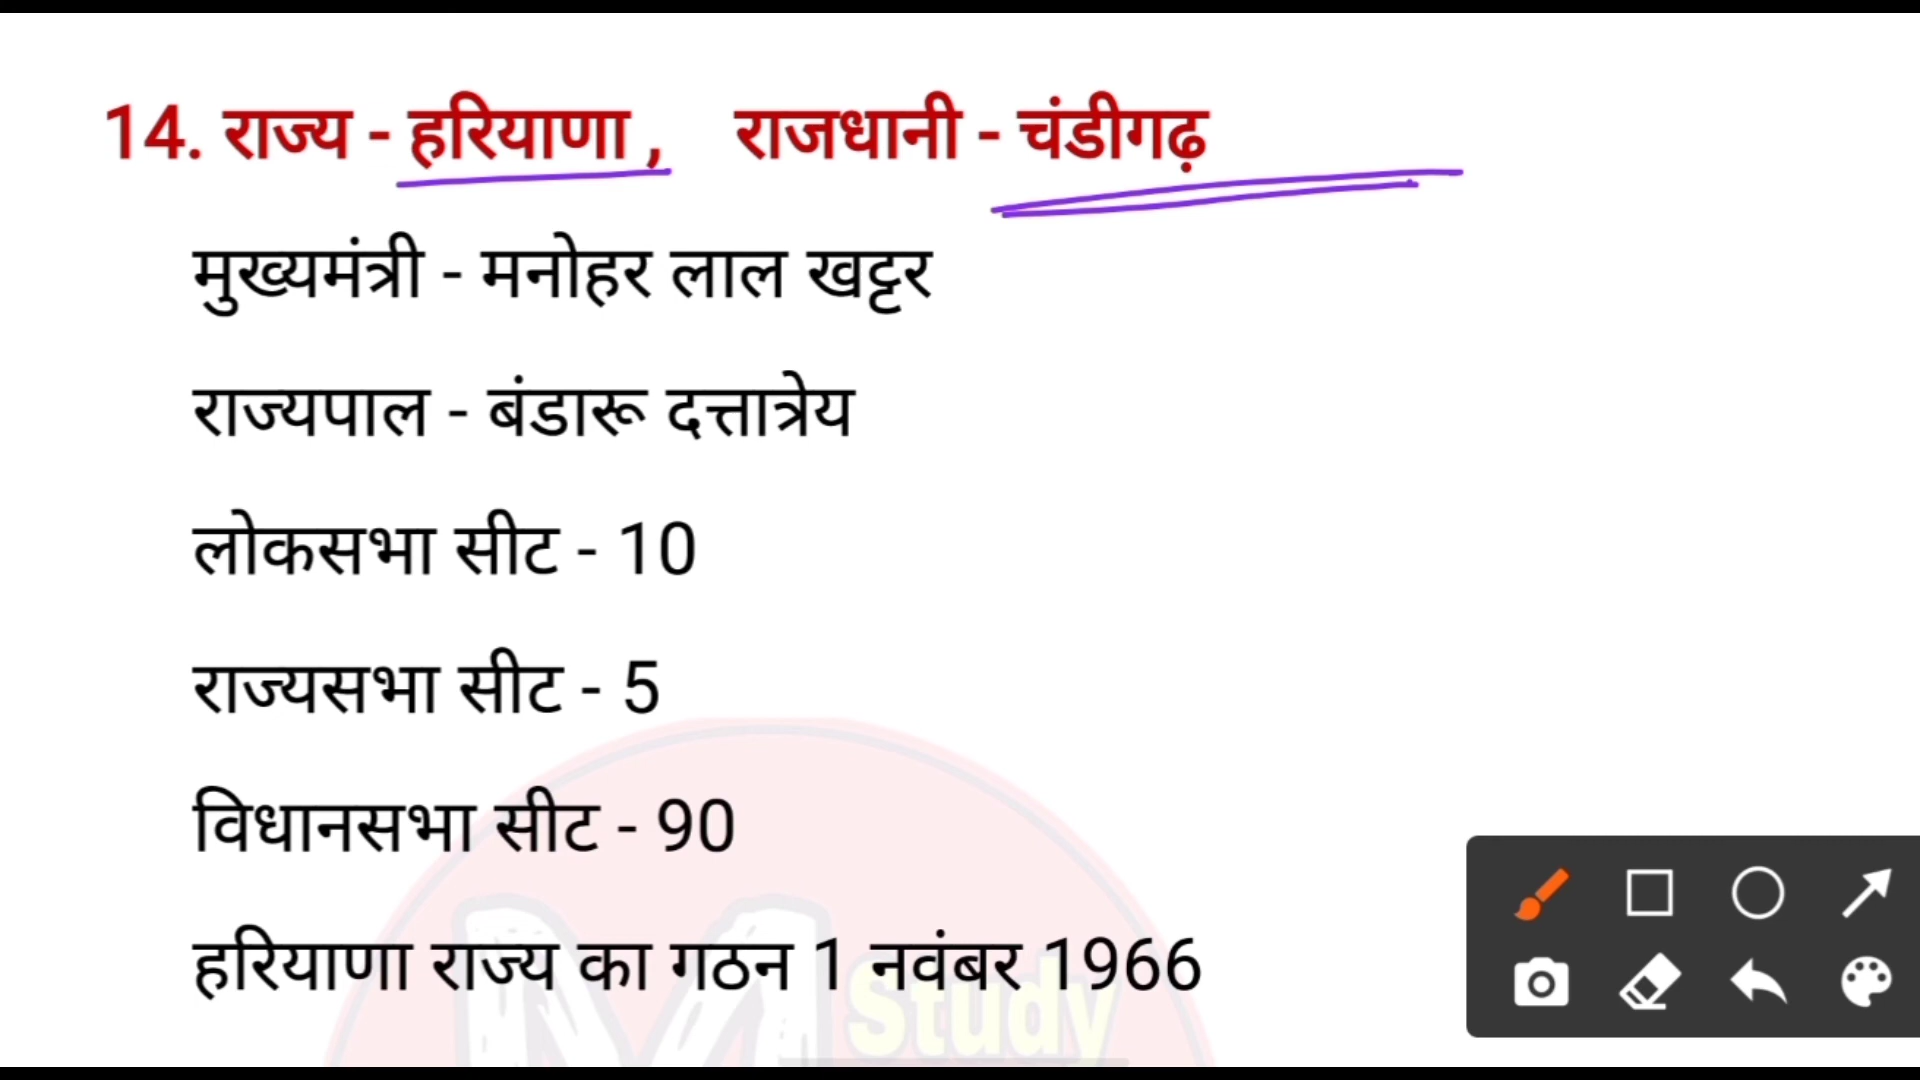 14. राज्य - हरियाणा , राजधानी - चंडीगढ़
मुख्यमंत्री - मनोहर लाल खट्टर
राज्यपाल - बंडारू दत्तात्रेय
लोकसभा सीट - 10
राज्यसभा सीट - 5
विधानसभा सीट - 90
हरियाणा राज्य का गठन 1 नवंबर 1966
M Study